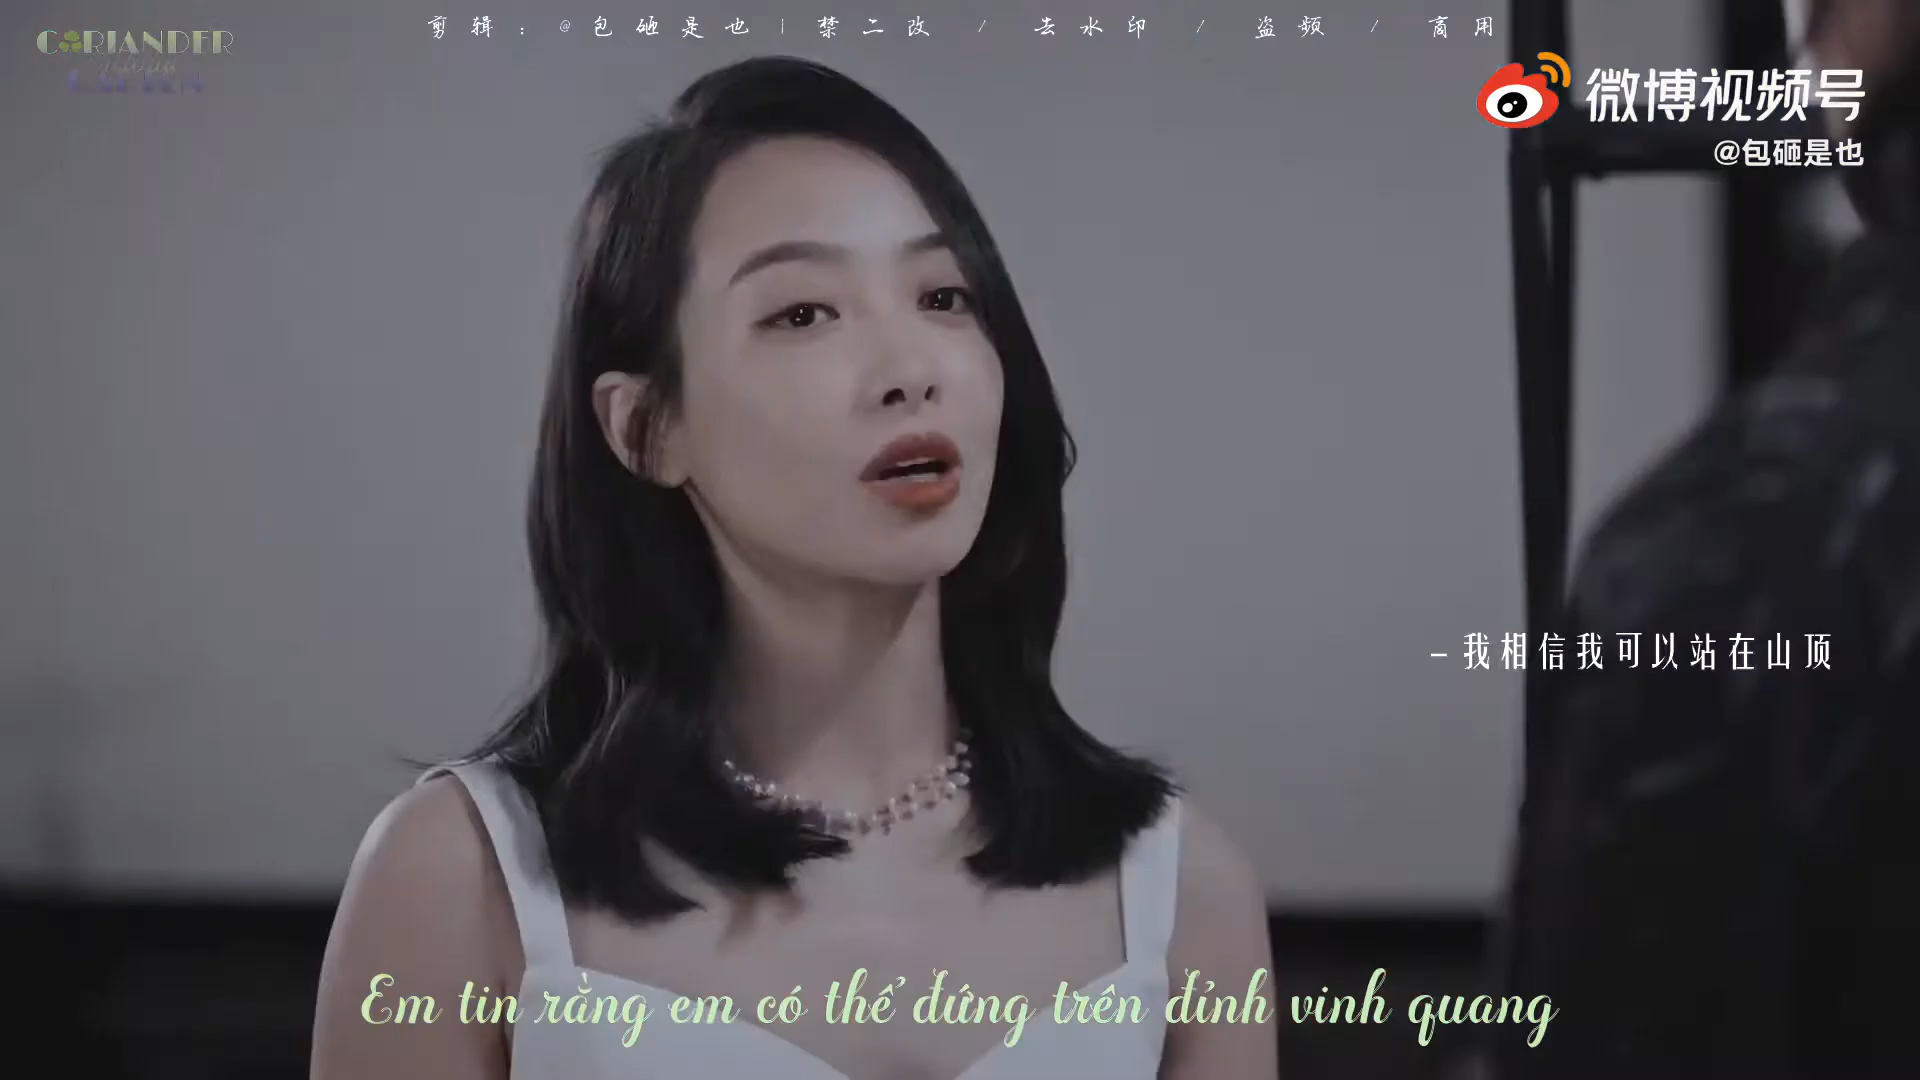 CORIANDER
剪辑：@包砸是也 | 禁二改 / 去水印 / 盗频 / 商用
微博视频号
@包砸是也
–我相信我可以站在山顶
Em tin rằng em có thể đứng trên đỉnh vinh quang